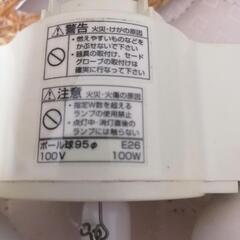 ⚠警告 火災・けがの原因
・燃えやすいものなどを
かぶせないで下さい
・器具の取付け、セード
グローブの取付けは
確実に行なって下さい
⚠注意 火災・火傷の原因
・指定W数を超える
ランプの使用禁止
・点灯中・消灯直後の
ランプには触らない
ボール球95φ E26
100V 100W